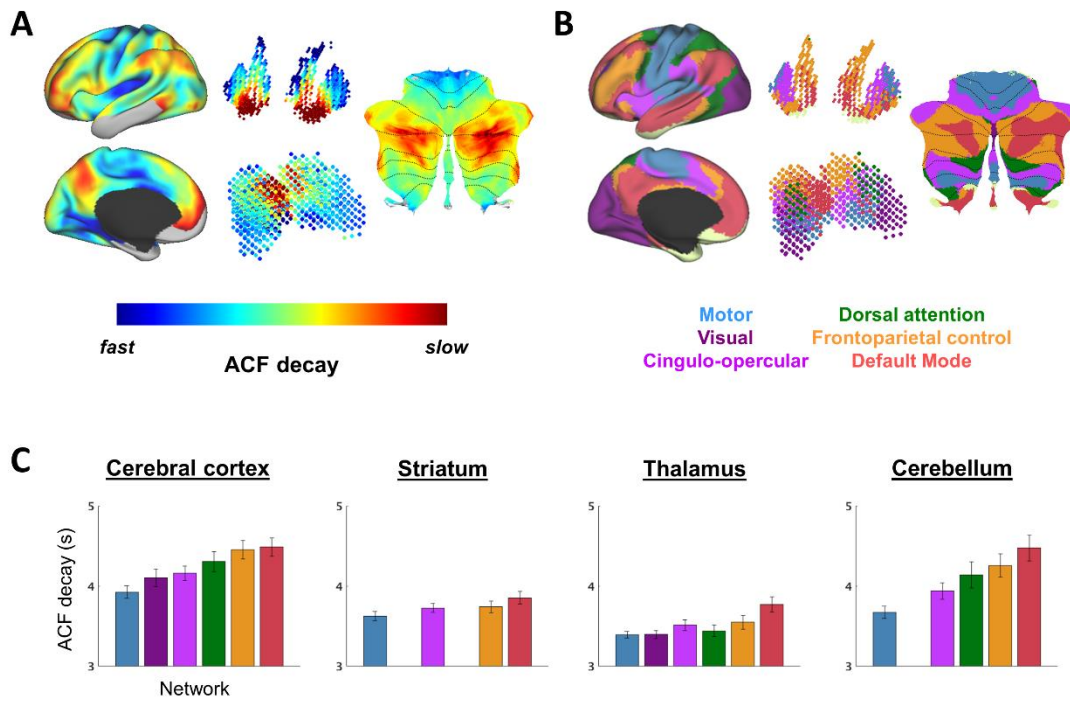 A
B
fast
slow
ACF decay
Motor
Dorsal attention
Visual
Frontoparietal control
Cingulo-opercular
Default Mode
C
Cerebral cortex
Striatum
Thalamus
Cerebellum
5
4
3
ACF decay (s)
Network
5
4
3
5
4
3
5
4
3